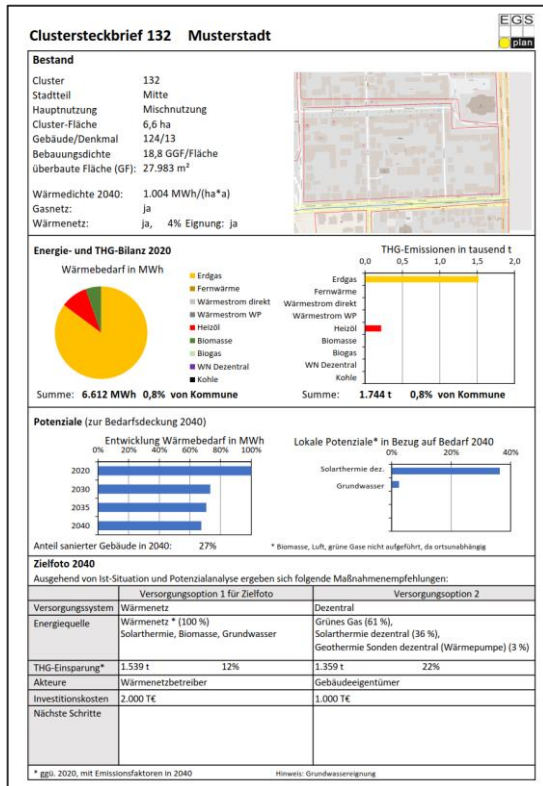 EGS
plan
Clustersteckbrief 132 Musterstadt
Bestand
Cluster 132
Stadtteil Mitte
Hauptnutzung Mischnutzung
Cluster-Fläche 6,6 ha
Gebäude/Denkmal 124/13
Bebauungsdichte 18,8 GGF/Fläche
überbaute Fläche (GF): 27.983 m²
Wärmedichte 2040: 1.004 MWh/(ha*a)
Gasnetz: ja
Wärmenetz: ja, 4% Eignung: ja
Energie- und THG-Bilanz 2020
Wärmebedarf in MWh
Erdgas
Fernwärme
Wärmestrom direkt
Wärmestrom WP
Heizöl
Biomasse
Biogas
WN Dezentral
Kohle
Summe: 6.612 MWh 0,8% von Kommune
THG-Emissionen in tausend t
0,0 0,5 1,0 1,5 2,0
Erdgas
Fernwärme
Wärmestrom direkt
Wärmestrom WP
Heizöl
Biomasse
Biogas
WN Dezentral
Kohle
Summe: 1.744 t 0,8% von Kommune
Potenziale (zur Bedarfsdeckung 2040)
Entwicklung Wärmebedarf in MWh
0% 20% 40% 60% 80% 100%
2020
2030
2035
2040
Anteil sanierter Gebäude in 2040: 27%
Lokale Potenziale* in Bezug auf Bedarf 2040
0% 20% 40%
Solarthermie dez.
Grundwasser
* Biomasse, Luft, grüne Gase nicht aufgeführt, da ortsunabhängig
Zielfoto 2040
Ausgehend von Ist-Situation und Potenzialanalyse ergeben sich folgende Maßnahmenempfehlungen:
Versorgungsoption 1 für Zielfoto Versorgungsoption 2
Versorgungssystem Wärmenetz Dezentral
Energiequelle Wärmenetz * (100 %) Grünes Gas (61 %),
Solarthermie, Biomasse, Grundwasser Solarthermie dezentral (36 %),
Geothermie Sonden dezentral (Wärmepumpe) (3 %)
THG-Einsparung* 1.539 t 12% 1.359 t 22%
Akteure Wärmenetzbetreiber Gebäudeeigentümer
Investitionskosten 2.000 T€ 1.000 T€
Nächste Schritte
* ggü. 2020, mit Emissionsfaktoren in 2040 Hinweis: Grundwassereignung